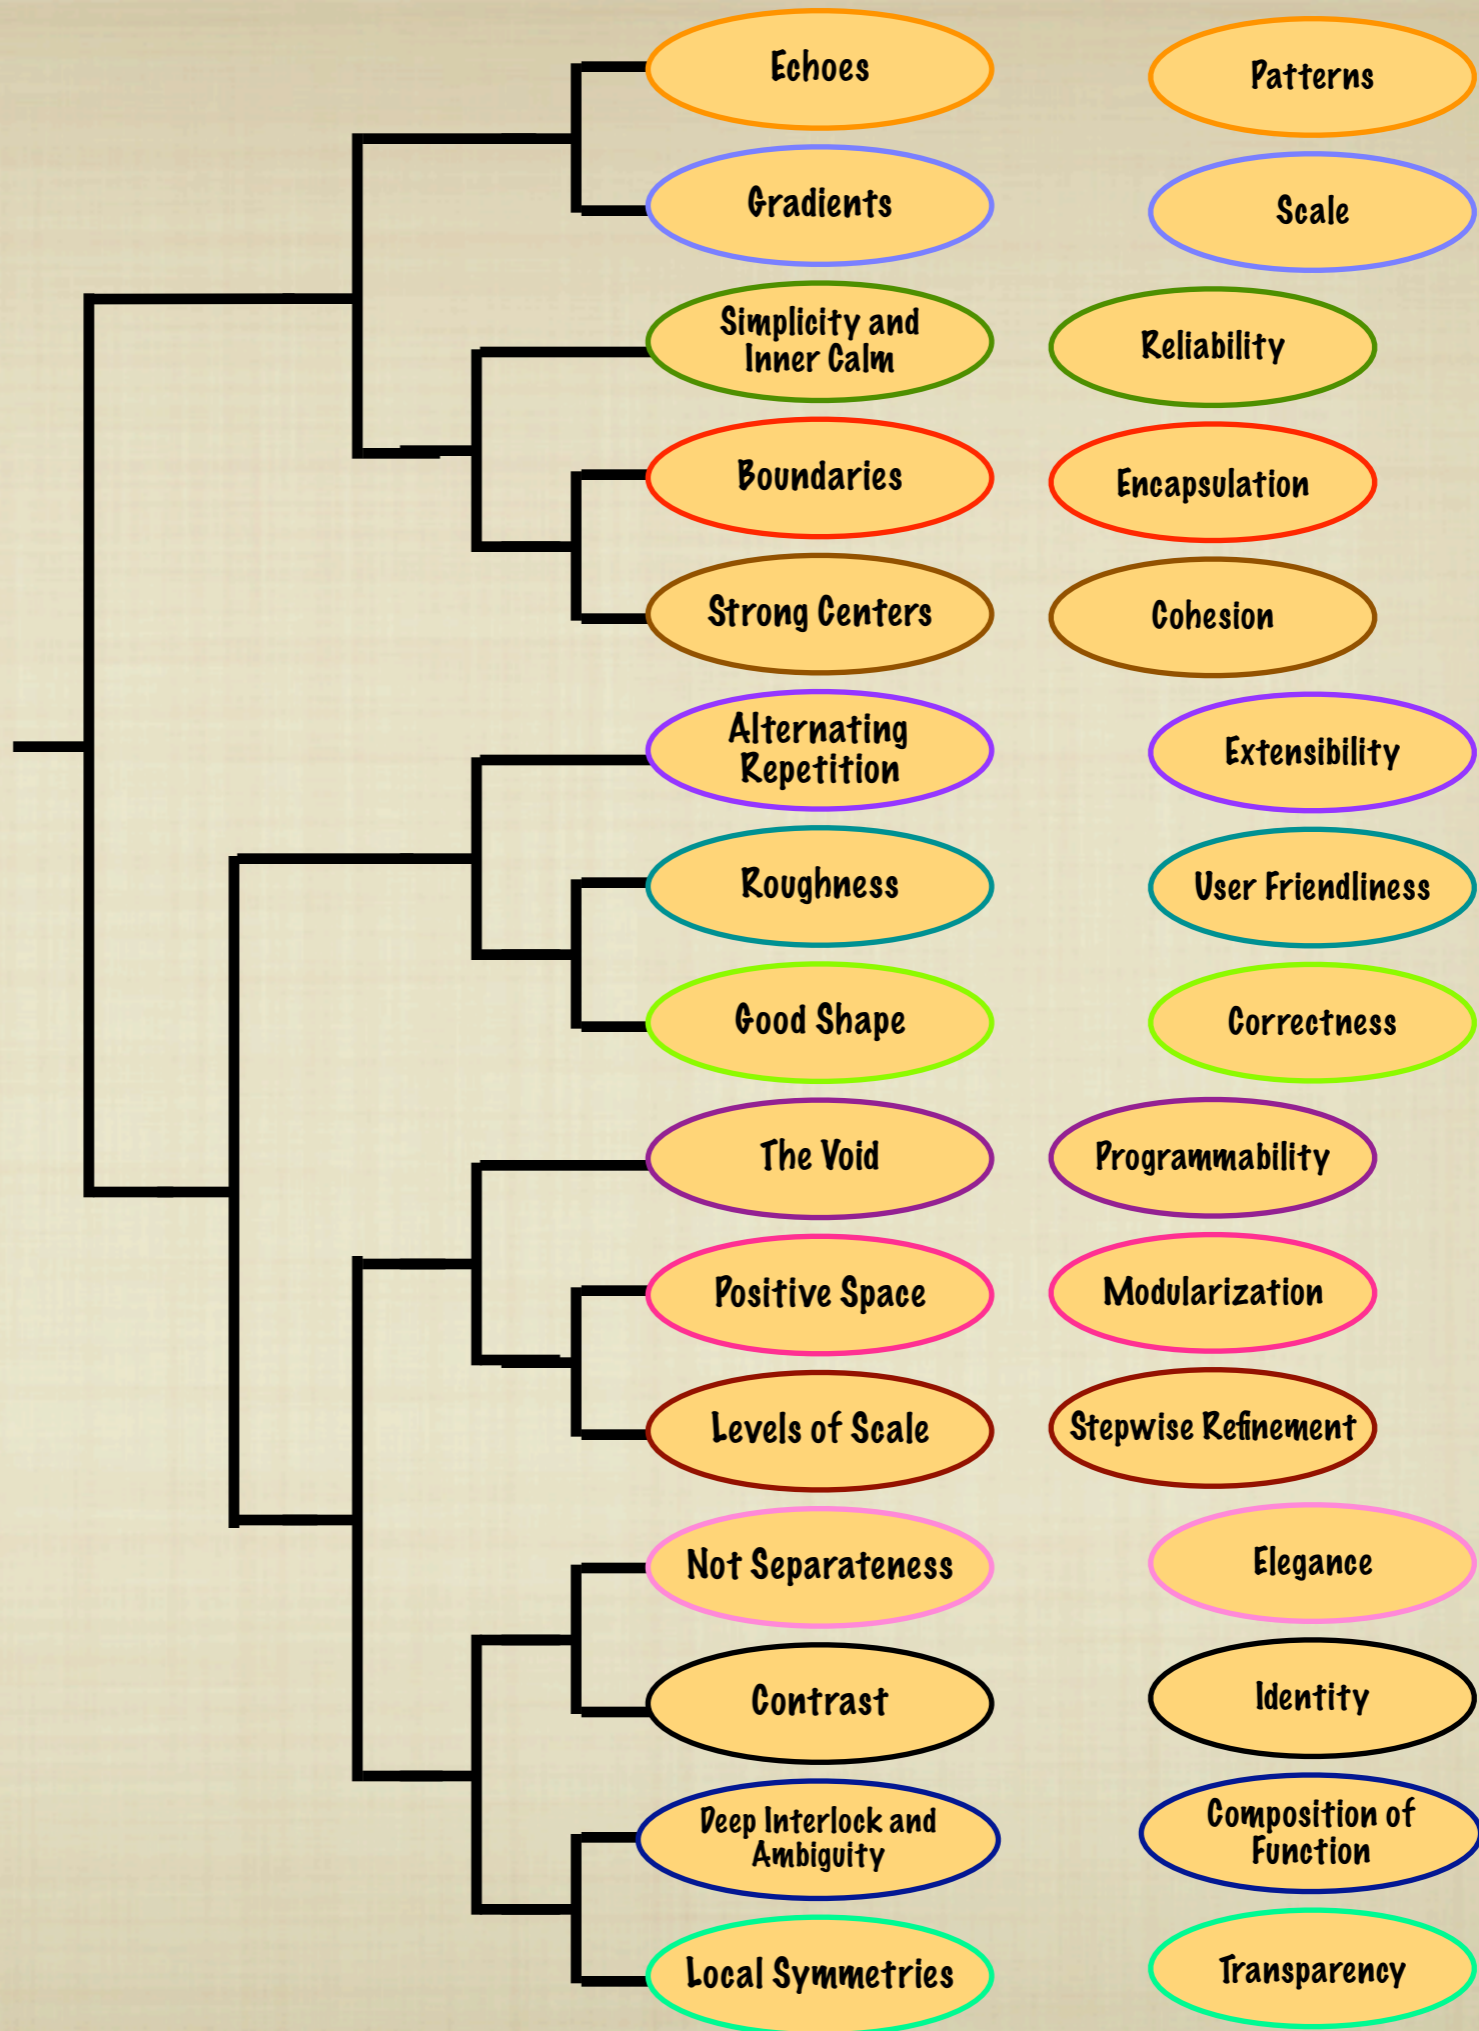 Echoes
Patterns
Gradients
Scale
Simplicity and
Inner Calm
Reliability
Boundaries
Encapsulation
Strong Centers
Cohesion
Alternating
Repetition
Extensibility
Roughness
User Friendliness
Good Shape
Correctness
The Void
Programmability
Positive Space
Modularization
Levels of Scale
Stepwise Refinement
Not Separateness
Elegance
Contrast
Identity
Deep Interlock and
Ambiguity
Composition of
Function
Local Symmetries
Transparency